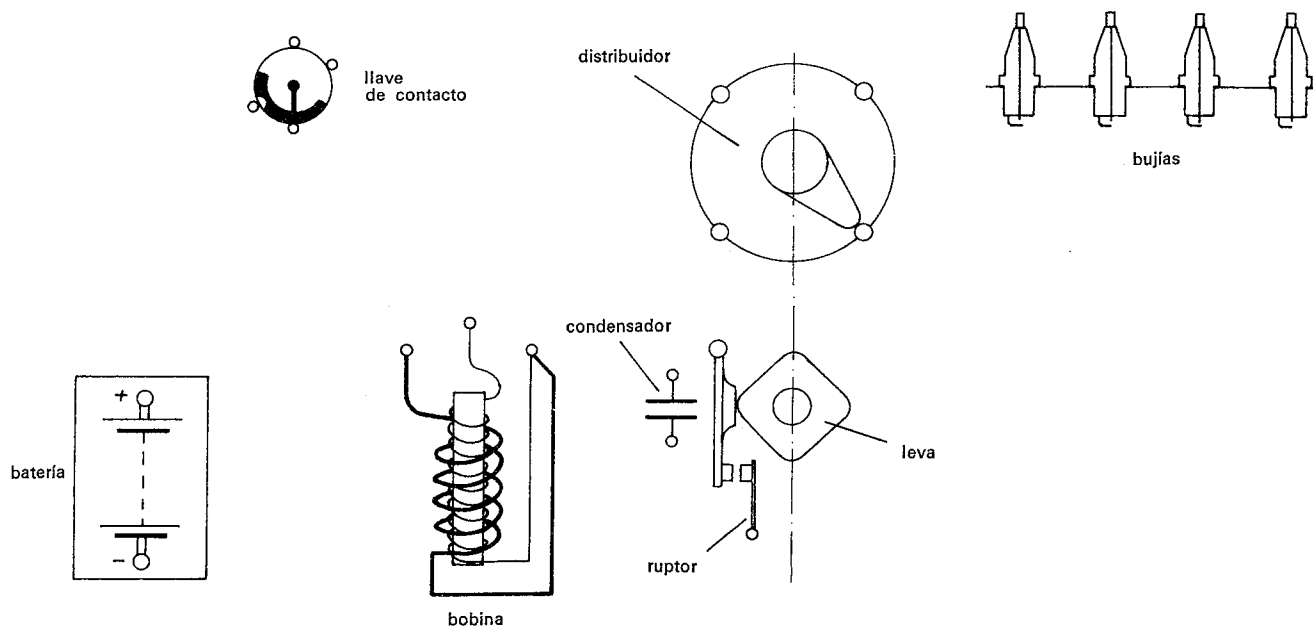 distribuidor
llave
de contacto
bujías
condensador
+
batería
leva
-
ruptor
bobina